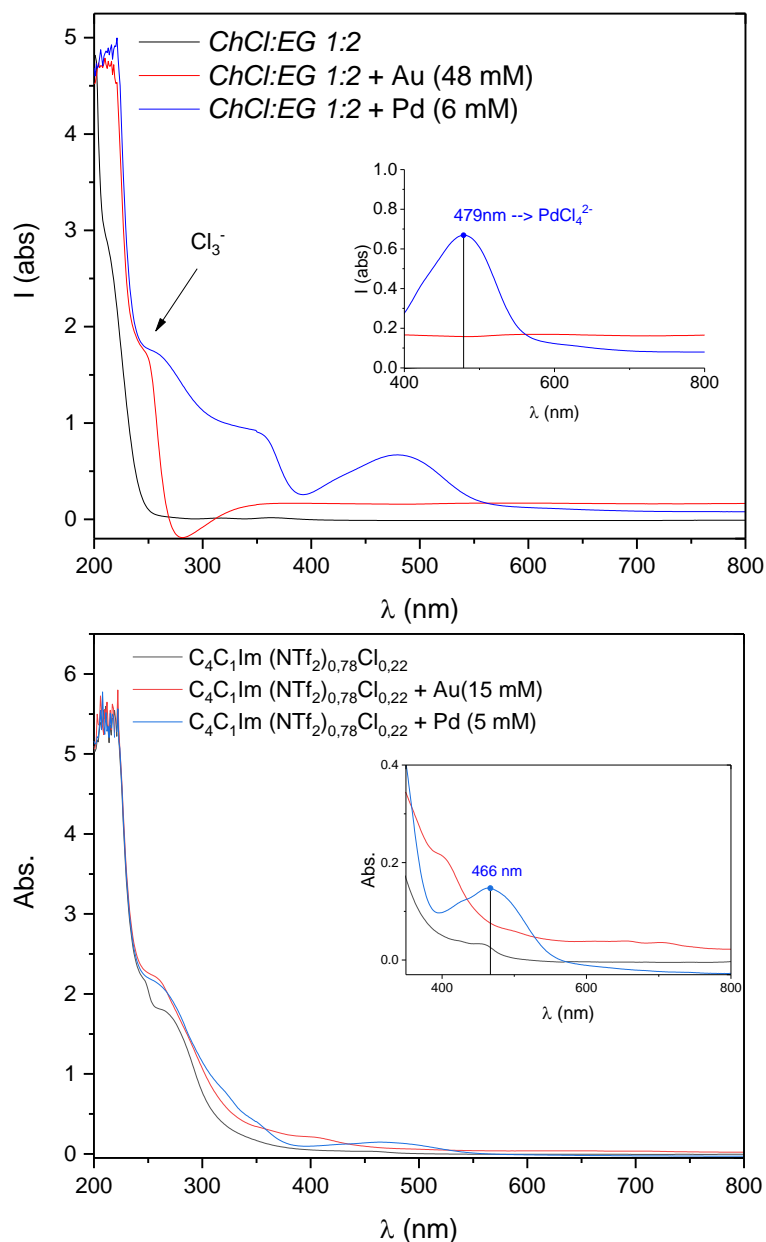 ChCl:EG 1:2
ChCl:EG 1:2 + Au (48 mM)
ChCl:EG 1:2 + Pd (6 mM)
Cl₃⁻
I (abs)
5
4
3
2
1
0
200 300 400 500 600 700 800
λ (nm)
479nm --> PdCl₄²⁻
I (abs)
1.0
0.8
0.6
0.4
0.2
0.0
400 600 800
λ (nm)
C₄C₁Im (NTf₂)₀,₇₈Cl₀,₂₂
C₄C₁Im (NTf₂)₀,₇₈Cl₀,₂₂ + Au(15 mM)
C₄C₁Im (NTf₂)₀,₇₈Cl₀,₂₂ + Pd (5 mM)
Abs.
6
5
4
3
2
1
0
200 300 400 500 600 700 800
λ (nm)
466 nm
Abs.
0.4
0.2
0.0
400 600 800
λ (nm)